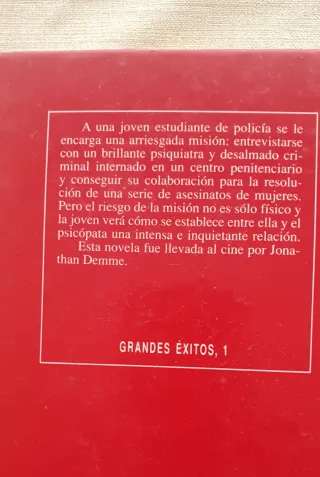 A una joven estudiante de policía se le
encarga una arriesgada misión: entrevistarse
con un brillante psiquiatra y desalmado cri-
minal internado en un centro penitenciario
y conseguir su colaboración para la resolu-
ción de una serie de asesinatos de mujeres.
Pero el riesgo de la misión no es sólo físico y
la joven verá cómo se establece entre ella y el
psicópata una intensa e inquietante relación.
Esta novela fue llevada al cine por Jona-
than Demme.
GRANDES ÉXITOS, 1